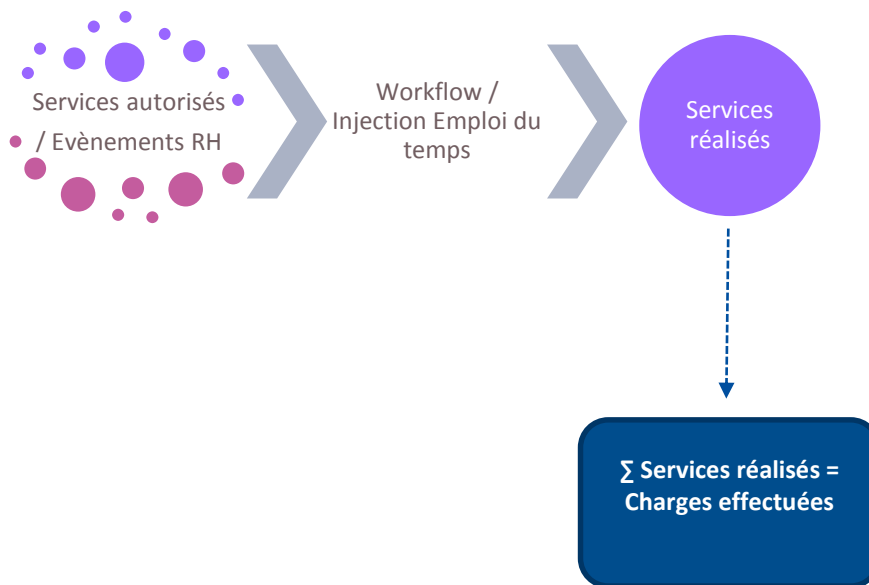 Services autorisés
/ Evènements RH
Workflow /
Injection Emploi du
temps
Services
réalisés
∑ Services réalisés =
Charges effectuées